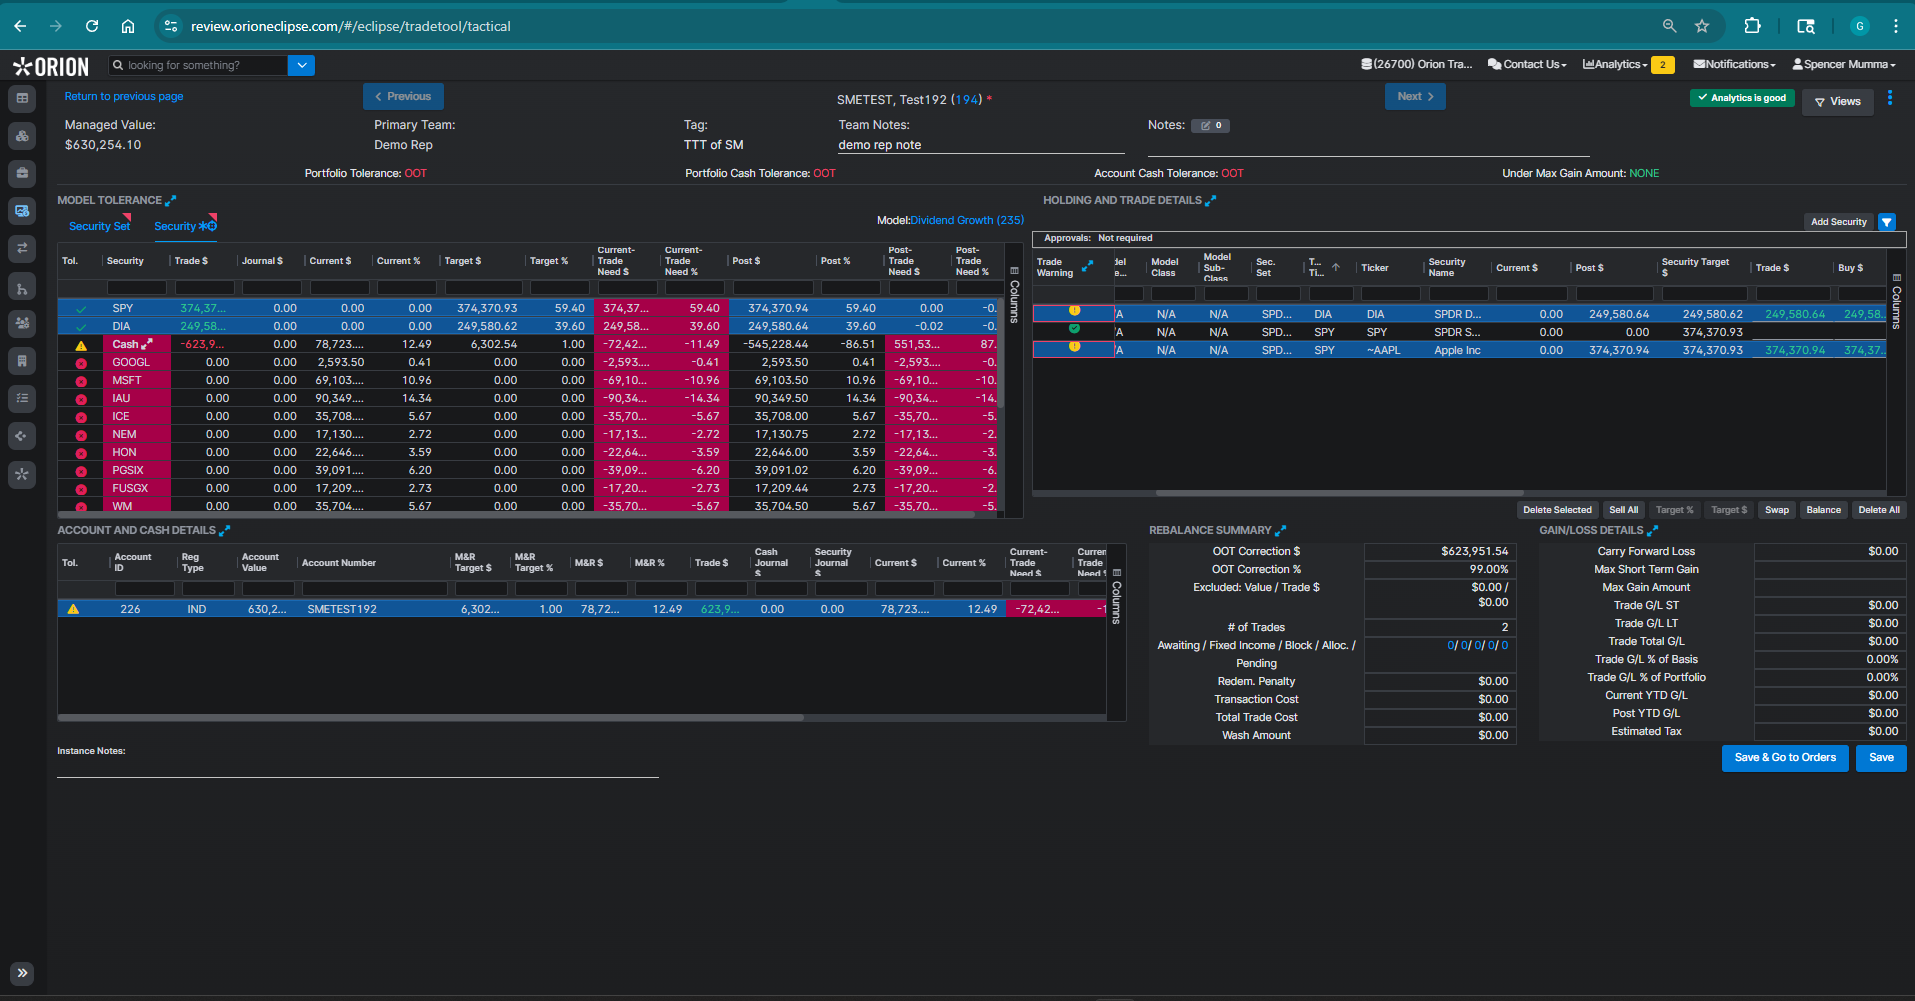 review.orioneclipse.com/#/eclipse/tradetool/tactical
G
ORION
looking for something?
(26700) Orion Tra...
Contact Us
Analytics
2
Notifications
Spencer Mumma
Return to previous page
Previous
SMETEST, Test192 (194) *
Next
Analytics is good
Views
Managed Value:
Primary Team:
Tag:
Team Notes:
Notes: 0
$630,254.10
Demo Rep
TTT of SM
demo rep note
Portfolio Tolerance: OOT
Portfolio Cash Tolerance: OOT
Account Cash Tolerance: OOT
Under Max Gain Amount: NONE
MODEL TOLERANCE
Security Set
Security
Model:Dividend Growth (235)
Tol. Security Trade $ Journal $ Current $ Current % Target $ Target % Current-Trade Need $ Current-Trade Need % Post $ Post % Post-Trade Need $ Post-Trade Need %
SPY 374,37... 0.00 0.00 0.00 374,370.93 59.40 374,37... 59.40 374,370.94 59.40 0.00 -0.
DIA 249,58... 0.00 0.00 0.00 249,580.62 39.60 249,58... 39.60 249,580.64 39.60 -0.02 -0.
Cash -623,9... 0.00 78,723.... 12.49 6,302.54 1.00 -72,42... -11.49 -545,228.44 -86.51 551,53... 87.
GOOGL 0.00 0.00 2,593.50 0.41 0.00 0.00 -2,593.... -0.41 2,593.50 0.41 -2,593.... -0.
MSFT 0.00 0.00 69,103.... 10.96 0.00 0.00 -69,10... -10.96 69,103.50 10.96 -69,10... -10.
IAU 0.00 0.00 90,349.... 14.34 0.00 0.00 -90,34... -14.34 90,349.50 14.34 -90,34... -14.
ICE 0.00 0.00 35,708.... 5.67 0.00 0.00 -35,70... -5.67 35,708.00 5.67 -35,70... -5.
NEM 0.00 0.00 17,130.... 2.72 0.00 0.00 -17,13... -2.72 17,130.75 2.72 -17,13... -2.
HON 0.00 0.00 22,646.... 3.59 0.00 0.00 -22,64... -3.59 22,646.00 3.59 -22,64... -3.
PGSIX 0.00 0.00 39,091.... 6.20 0.00 0.00 -39,09... -6.20 39,091.02 6.20 -39,09... -6.
FUSGX 0.00 0.00 17,209.... 2.73 0.00 0.00 -17,20... -2.73 17,209.44 2.73 -17,20... -2.
WM 0.00 0.00 35,704.... 5.67 0.00 0.00 -35,70... -5.67 35,704.50 5.67 -35,70... -5.
Columns
HOLDING AND TRADE DETAILS
Add Security
Approvals: Not required
Trade Warning del e... Model Class Model Sub-Class Sec. Set T... Ti... Ticker Security Name Current $ Post $ Security Target $ Trade $ Buy $
/A N/A N/A SPD... DIA DIA SPDR D... 0.00 249,580.64 249,580.62 249,580.64 249,58..
/A N/A N/A SPD... SPY SPY SPDR S... 0.00 0.00 374,370.93
/A N/A N/A SPD... SPY ~AAPL Apple Inc 0.00 374,370.94 374,370.93 374,370.94 374,37..
Columns
Delete Selected
Sell All
Target %
Target $
Swap
Balance
Delete All
ACCOUNT AND CASH DETAILS
Tol. Account ID Reg Type Account Value Account Number M&R Target $ M&R Target % M&R $ M&R % Trade $ Cash Journal $ Security Journal $ Current $ Current % Current-Trade Need $ Curren Trade Need %
226 IND 630,2... SMETEST192 6,302... 1.00 78,72... 12.49 623,9... 0.00 0.00 78,723.... 12.49 -72,42... -1
Columns
REBALANCE SUMMARY
OOT Correction $ $623,951.54
OOT Correction % 99.00%
Excluded: Value / Trade $ $0.00 / $0.00
# of Trades 2
Awaiting / Fixed Income / Block / Alloc. / Pending 0/ 0/ 0/ 0/ 0
Redem. Penalty $0.00
Transaction Cost $0.00
Total Trade Cost $0.00
Wash Amount $0.00
GAIN/LOSS DETAILS
Carry Forward Loss $0.00
Max Short Term Gain
Max Gain Amount
Trade G/L ST $0.00
Trade G/L LT $0.00
Trade Total G/L $0.00
Trade G/L % of Basis 0.00%
Trade G/L % of Portfolio 0.00%
Current YTD G/L $0.00
Post YTD G/L $0.00
Estimated Tax $0.00
Instance Notes:
Save & Go to Orders
Save